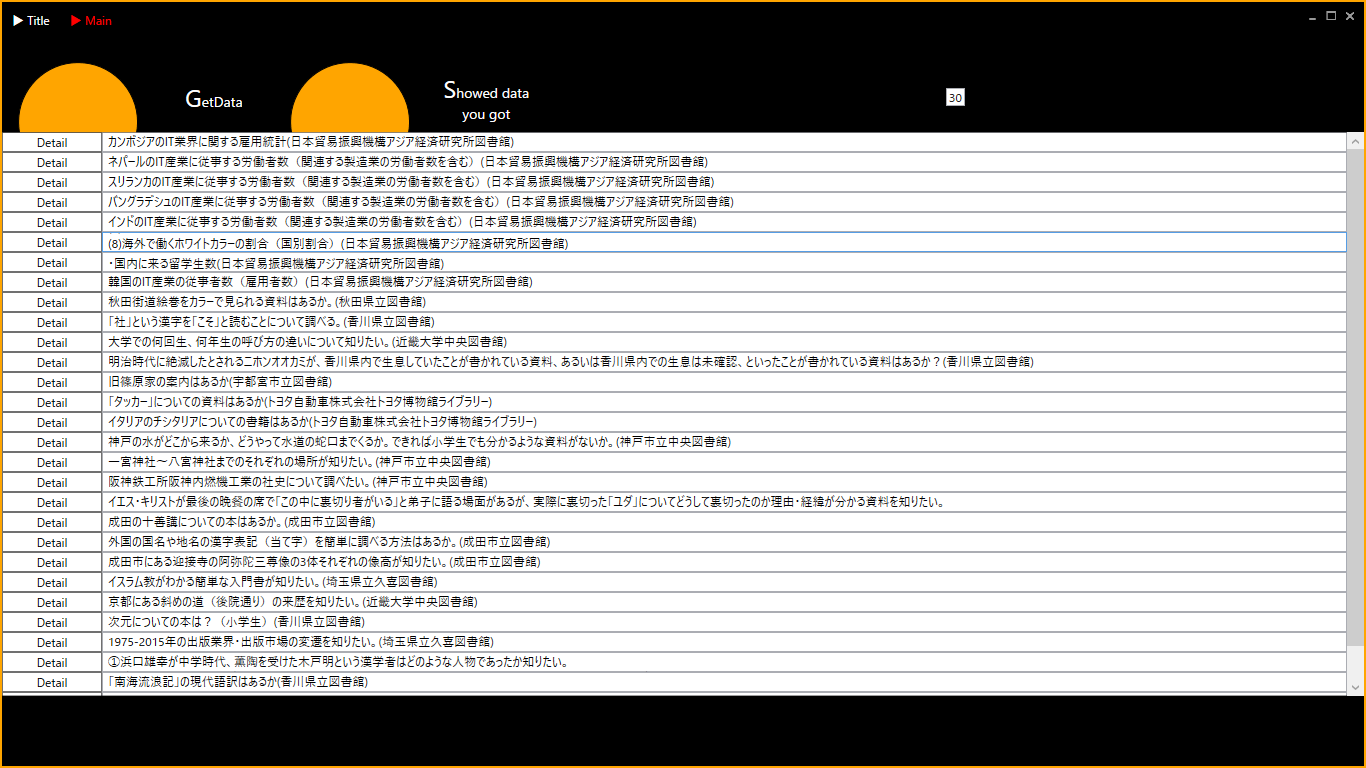 ▶ Title ▶ Main
GetData
Showed data
you got
30
Detail カンボジアのIT業界に関する雇用統計(日本貿易振興機構アジア経済研究所図書館)
Detail ネパールのIT産業に従事する労働者数（関連する製造業の労働者数を含む）(日本貿易振興機構アジア経済研究所図書館)
Detail スリランカのIT産業に従事する労働者数（関連する製造業の労働者数を含む）(日本貿易振興機構アジア経済研究所図書館)
Detail バングラデシュのIT産業に従事する労働者数（関連する製造業の労働者数を含む）(日本貿易振興機構アジア経済研究所図書館)
Detail インドのIT産業に従事する労働者数（関連する製造業の労働者数を含む）(日本貿易振興機構アジア経済研究所図書館)
Detail (8)海外で働くホワイトカラーの割合（国別割合）(日本貿易振興機構アジア経済研究所図書館)
Detail ・国内に来る留学生数(日本貿易振興機構アジア経済研究所図書館)
Detail 韓国のIT産業の従事者数（雇用者数）(日本貿易振興機構アジア経済研究所図書館)
Detail 秋田街道絵巻をカラーで見られる資料はあるか。(秋田県立図書館)
Detail 「社」という漢字を「こそ」と読むことについて調べる。(香川県立図書館)
Detail 大学での何回生、何年生の呼び方の違いについて知りたい。(近畿大学中央図書館)
Detail 明治時代に絶滅したとされるニホンオオカミが、香川県内で生息していたことが書かれている資料、あるいは香川県内での生息は未確認、といったことが書かれている資料はあるか？(香川県立図書館)
Detail 旧篠原家の案内はあるか(宇都宮市立図書館)
Detail 「タッカー」についての資料はあるか(トヨタ自動車株式会社トヨタ博物館ライブラリー)
Detail イタリアのチシタリアについての書籍はあるか(トヨタ自動車株式会社トヨタ博物館ライブラリー)
Detail 神戸の水がどこから来るか、どうやって水道の蛇口までくるか。できれば小学生でも分かるような資料がないか。(神戸市立中央図書館)
Detail 一宮神社～八宮神社までのそれぞれの場所が知りたい。(神戸市立中央図書館)
Detail 阪神鉄工所阪神内燃機工業の社史について調べたい。(神戸市立中央図書館)
Detail イエス・キリストが最後の晩餐の席で「この中に裏切り者がいる」と弟子に語る場面があるが、実際に裏切った「ユダ」についてどうして裏切ったのか理由・経緯が分かる資料を知りたい。
Detail 成田の十善講についての本はあるか。(成田市立図書館)
Detail 外国の国名や地名の漢字表記（当て字）を簡単に調べる方法はあるか。(成田市立図書館)
Detail 成田市にある迎接寺の阿弥陀三尊像の3体それぞれの像高が知りたい。(成田市立図書館)
Detail イスラム教がわかる簡単な入門書が知りたい。(埼玉県立久喜図書館)
Detail 京都にある斜めの道（後院通り）の来歴を知りたい。(近畿大学中央図書館)
Detail 次元についての本は？（小学生）(香川県立図書館)
Detail 1975-2015年の出版業界・出版市場の変遷を知りたい。(埼玉県立久喜図書館)
Detail ①浜口雄幸が中学時代、薫陶を受けた木戸明という漢学者はどのような人物であったか知りたい。
Detail 「南海流浪記」の現代語訳はあるか(香川県立図書館)